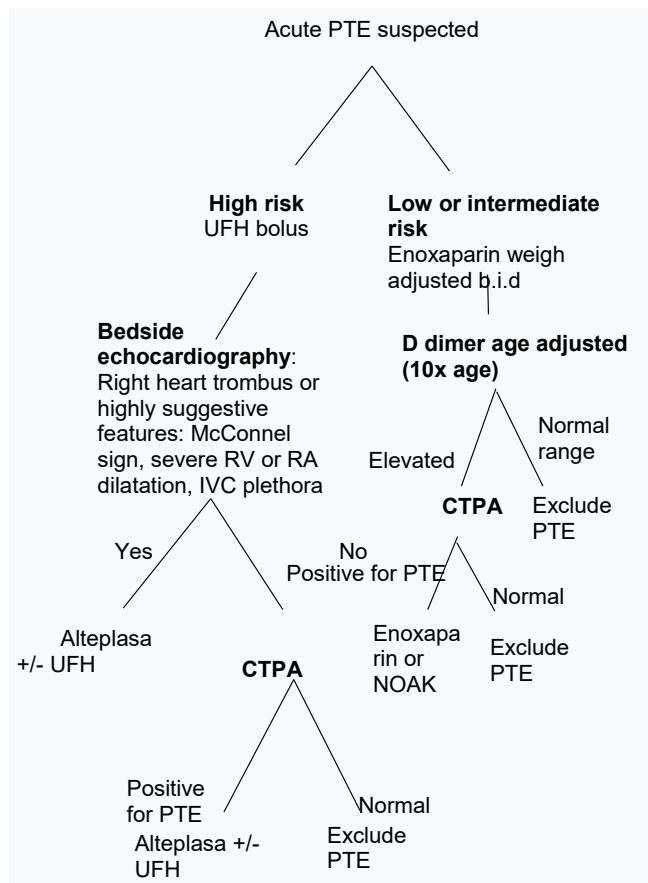 Acute PTE suspected
High risk
UFH bolus
Low or intermediate
risk
Enoxaparin weigh
adjusted b.i.d
Bedside
echocardiography:
Right heart trombus or
highly suggestive
features: McConnel
sign, severe RV or RA
dilatation, IVC plethora
D dimer age adjusted
(10x age)
Elevated
Normal
range
CTPA
Exclude
PTE
Yes
No
Positive for PTE
Normal
Alteplasa
+/- UFH
CTPA
Enoxapa
rin or
NOAK
Exclude
PTE
Positive
for PTE
Normal
Alteplasa +/-
UFH
Exclude
PTE